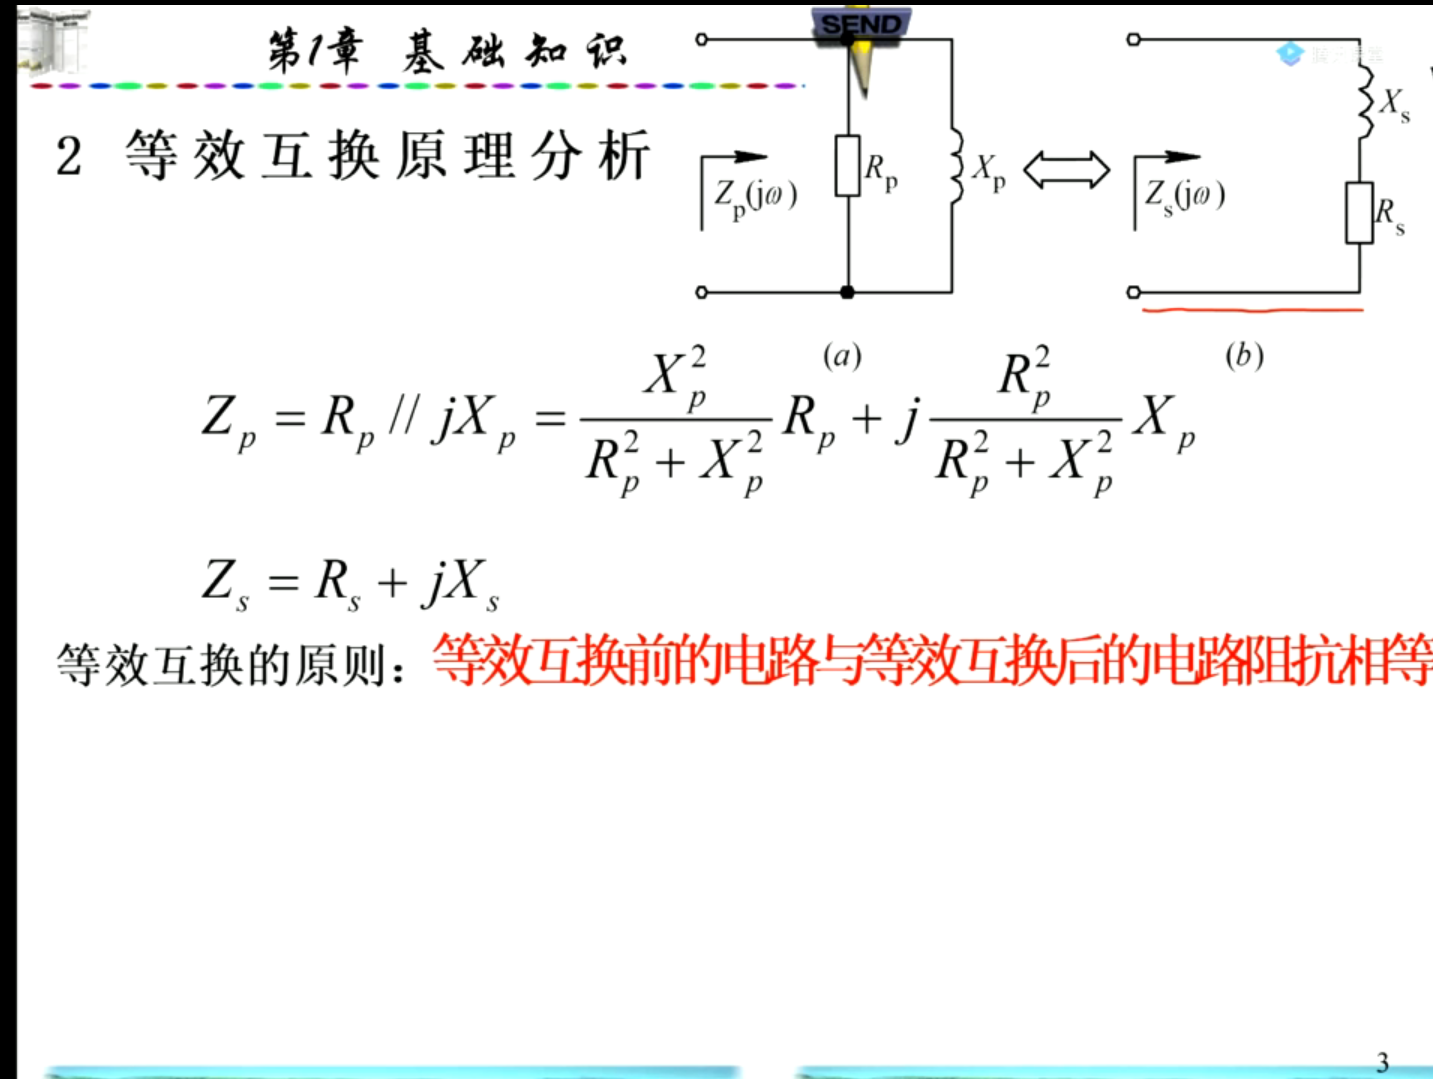 第1章 基础知识
SEND
2 等效互换原理分析
Z_p(jω)
R_p
X_p
Z_s(jω)
X_s
R_s
(a)
(b)
Z_p = R_p // jX_p = \frac{X_p^2}{R_p^2 + X_p^2} R_p + j \frac{R_p^2}{R_p^2 + X_p^2} X_p
Z_s = R_s + jX_s
等效互换的原则：等效互换前的电路与等效互换后的电路阻抗相等
3